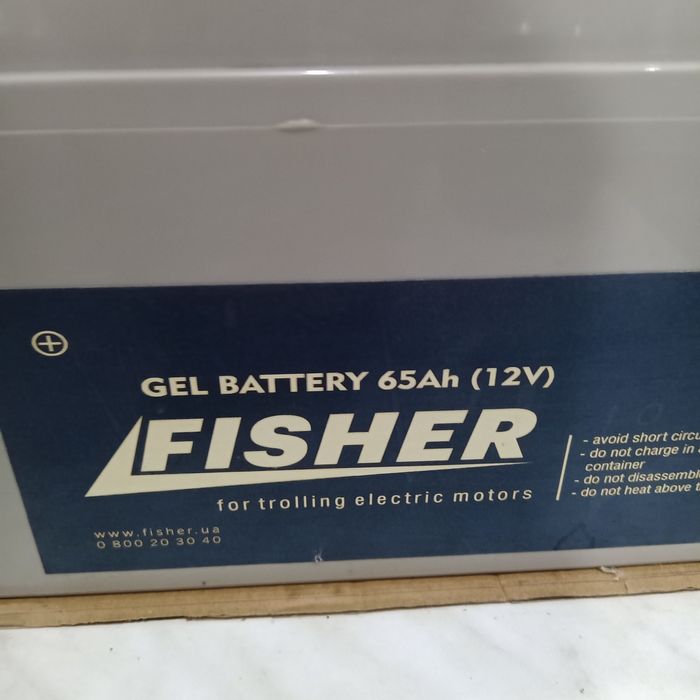 GEL BATTERY 65Ah (12V)
FISHER
for trolling electric motors
www.fisher.ua
0 800 20 30 40
- avoid short
- do not charge in
container
- do not
- do not heat above